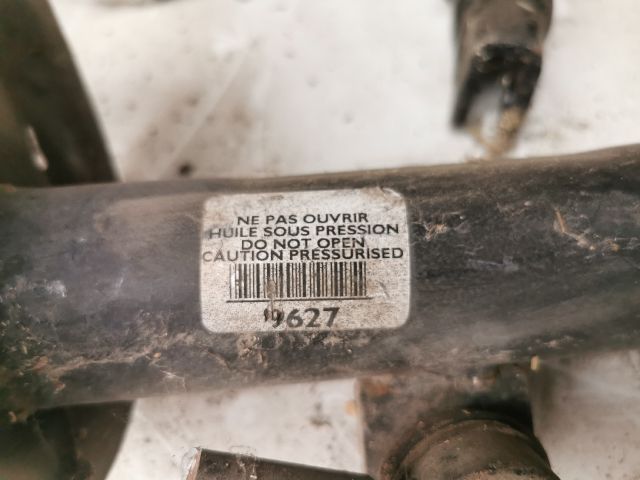 NE PAS OUVRIR
HUILE SOUS PRESSION
DO NOT OPEN
CAUTION PRESSURISED
9627